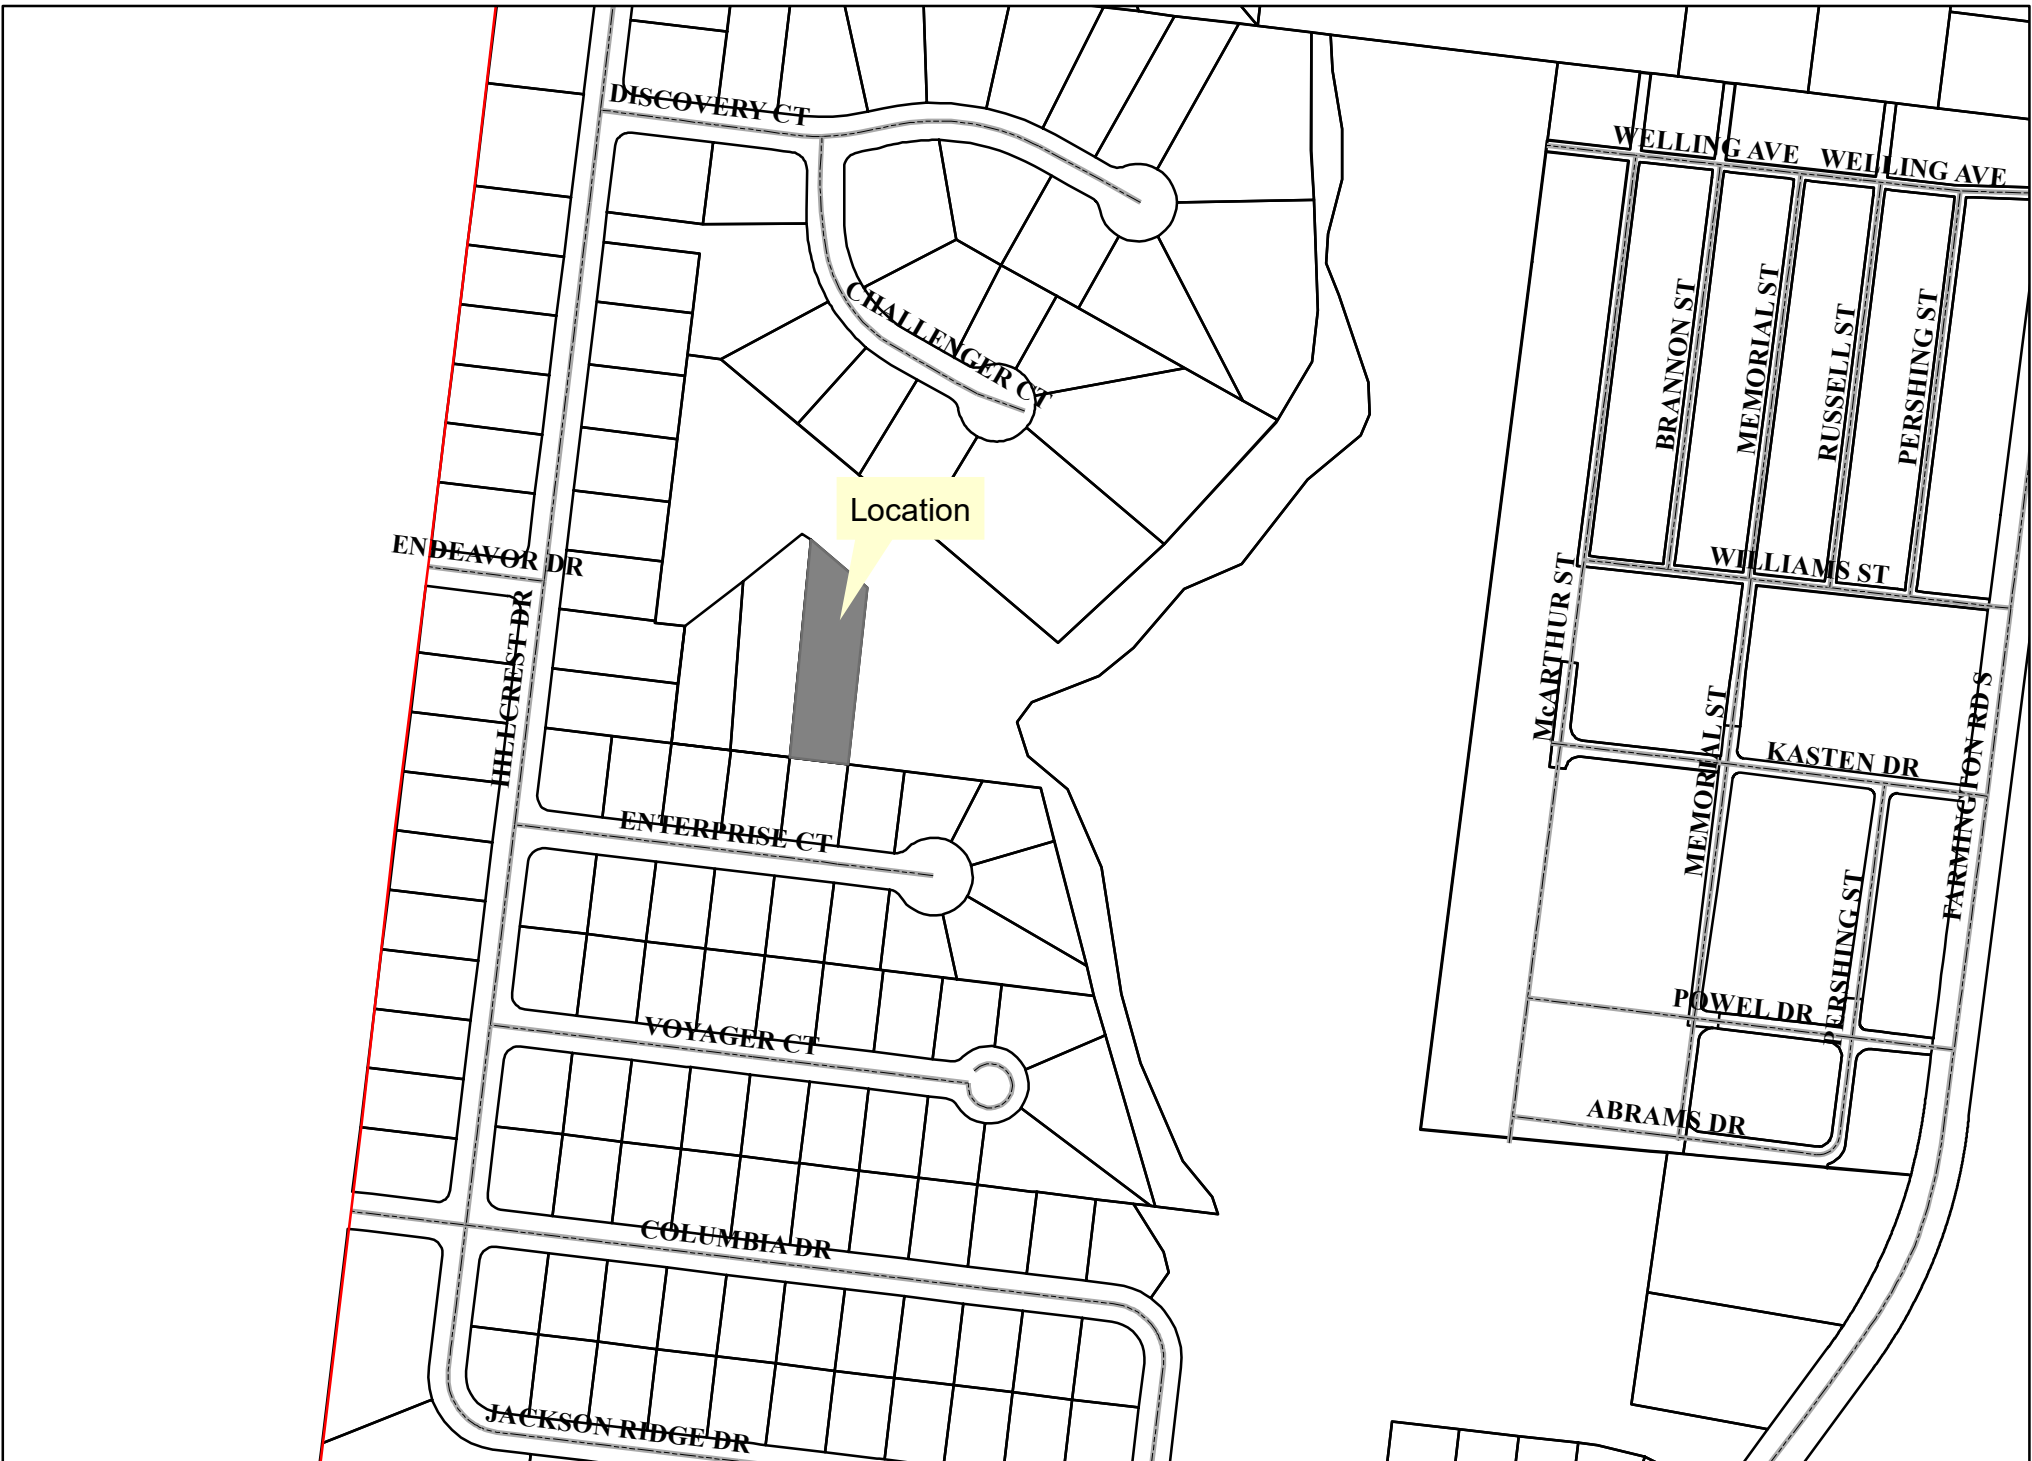 DISCOVERY CT
WELLING AVE
WELLING AVE
CHALLENGER CT
BRANNON ST
MEMORIAL ST
RUSSELL ST
PERSHING ST
Location
ENDEAVOR DR
WILLIAMS ST
McARTHUR ST
HILLCREST DR
MEMORIAL ST
KASTEN DR
FARMINGTON RD S
ENTERPRISE CT
PERSHING ST
POWEL DR
VOYAGER CT
ABRAMS DR
COLUMBIA DR
JACKSON RIDGE DR